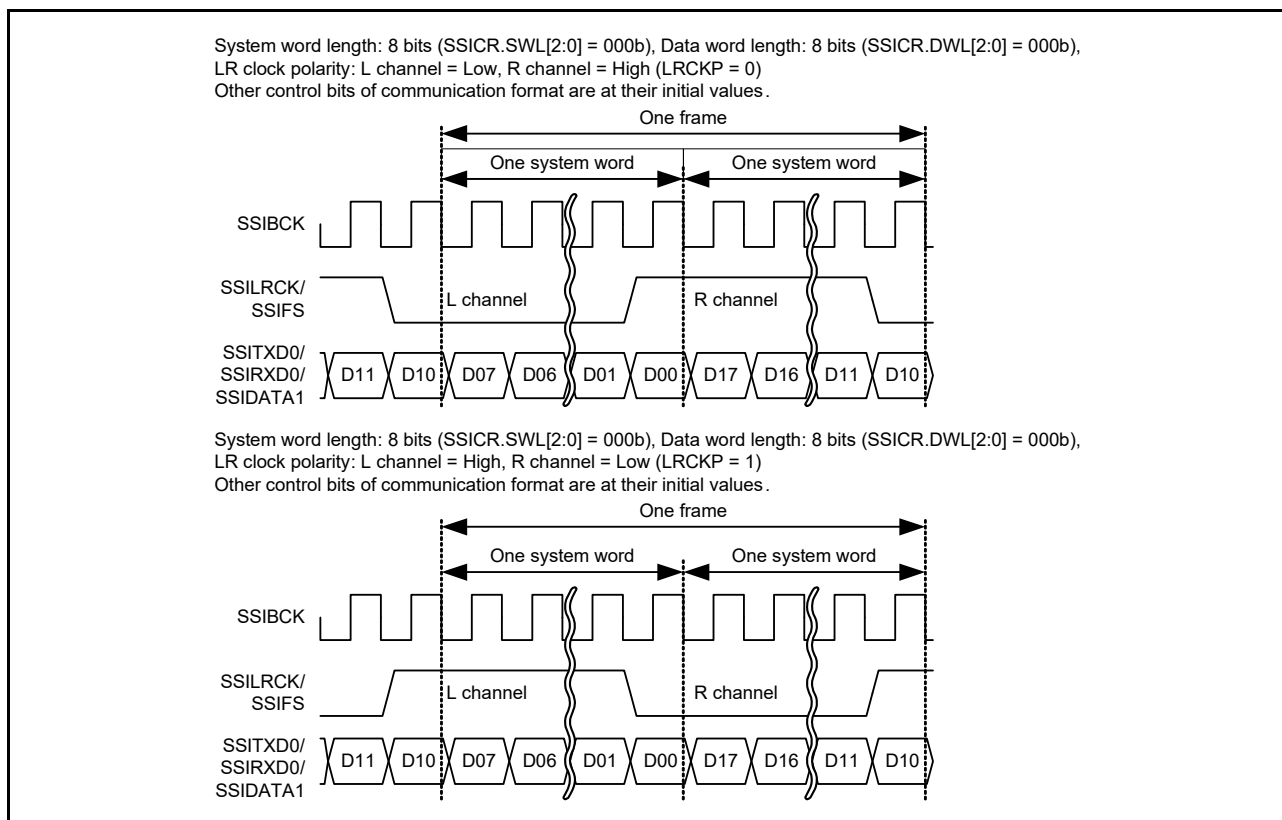 System word length: 8 bits (SSICR.SWL[2:0] = 000b), Data word length: 8 bits (SSICR.DWL[2:0] = 000b),
LR clock polarity: L channel = Low, R channel = High (LRCKP = 0)
Other control bits of communication format are at their initial values.
One frame
One system word One system word
SSIBCK
SSILRCK/
SSIFS
L channel R channel
SSITXD0/
SSIRXD0/
SSIDATA1
D11 D10 D07 D06 D01 D00 D17 D16 D11 D10
System word length: 8 bits (SSICR.SWL[2:0] = 000b), Data word length: 8 bits (SSICR.DWL[2:0] = 000b),
LR clock polarity: L channel = High, R channel = Low (LRCKP = 1)
Other control bits of communication format are at their initial values.
One frame
One system word One system word
SSIBCK
SSILRCK/
SSIFS
L channel R channel
SSITXD0/
SSIRXD0/
SSIDATA1
D11 D10 D07 D06 D01 D00 D17 D16 D11 D10